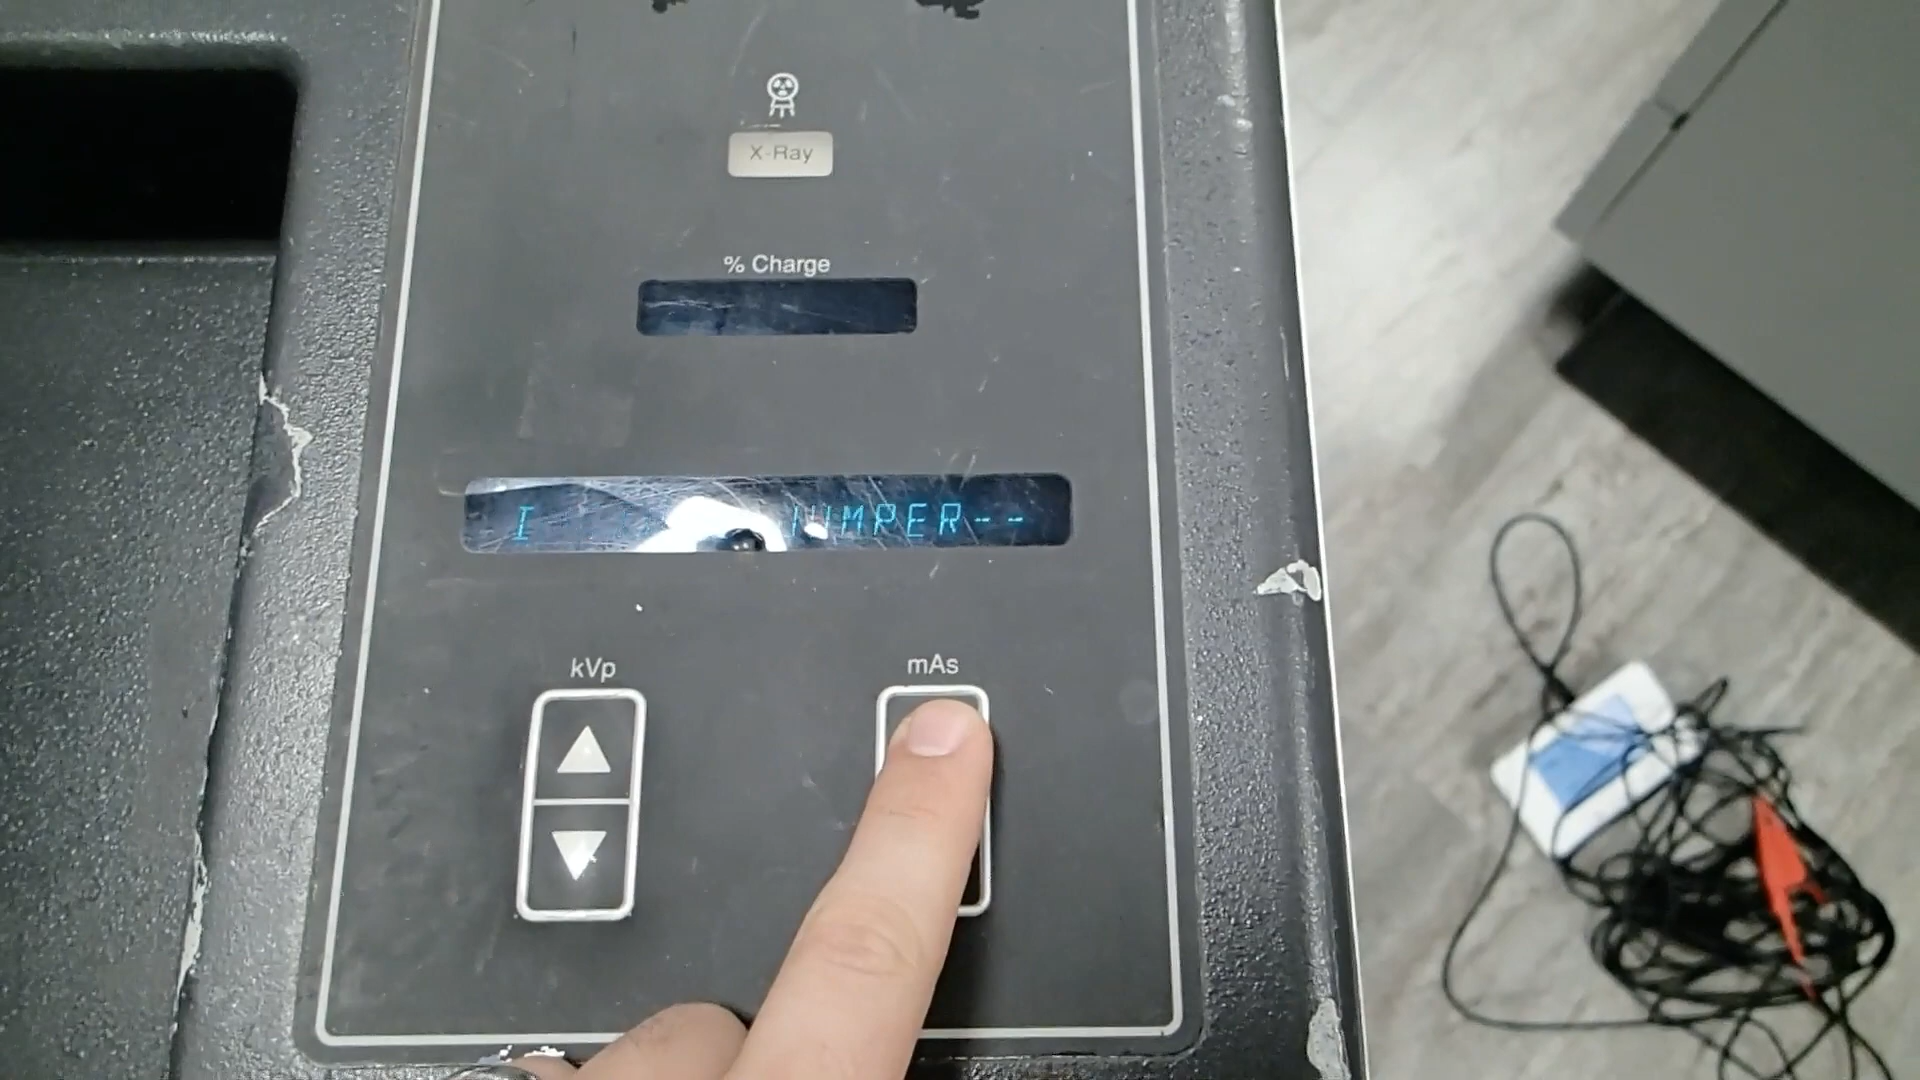 X-Ray
% Charge
I JUMPER--
kVp
mAs